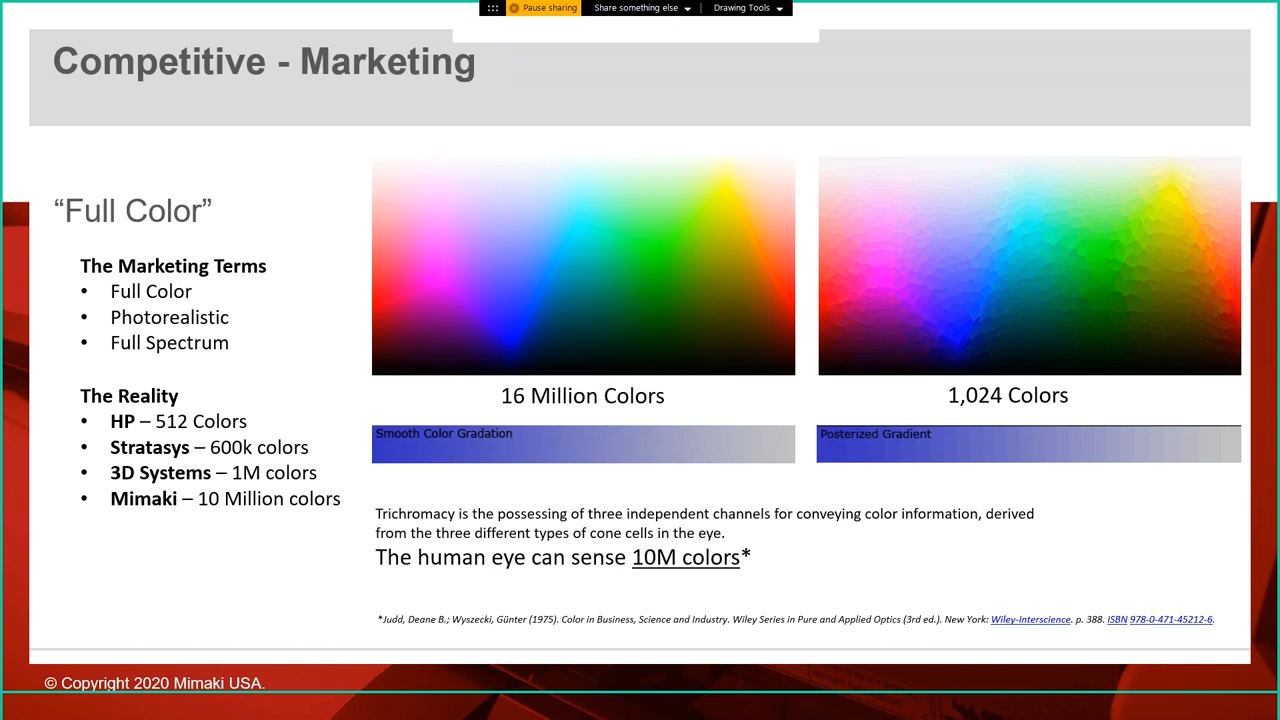 Pause sharing
Share something else
Drawing Tools
Competitive - Marketing
“Full Color”
The Marketing Terms
• Full Color
• Photorealistic
• Full Spectrum
The Reality
• HP – 512 Colors
• Stratasys – 600k colors
• 3D Systems – 1M colors
• Mimaki – 10 Million colors
16 Million Colors
1,024 Colors
Smooth Color Gradation
Posterized Gradient
Trichromacy is the possessing of three independent channels for conveying color information, derived
from the three different types of cone cells in the eye.
The human eye can sense 10M colors*
*Judd, Deane B.; Wyszecki, Günter (1975). Color in Business, Science and Industry. Wiley Series in Pure and Applied Optics (3rd ed.). New York: Wiley-Interscience. p. 388. ISBN 978-0-471-45212-6.
© Copyright 2020 Mimaki USA.